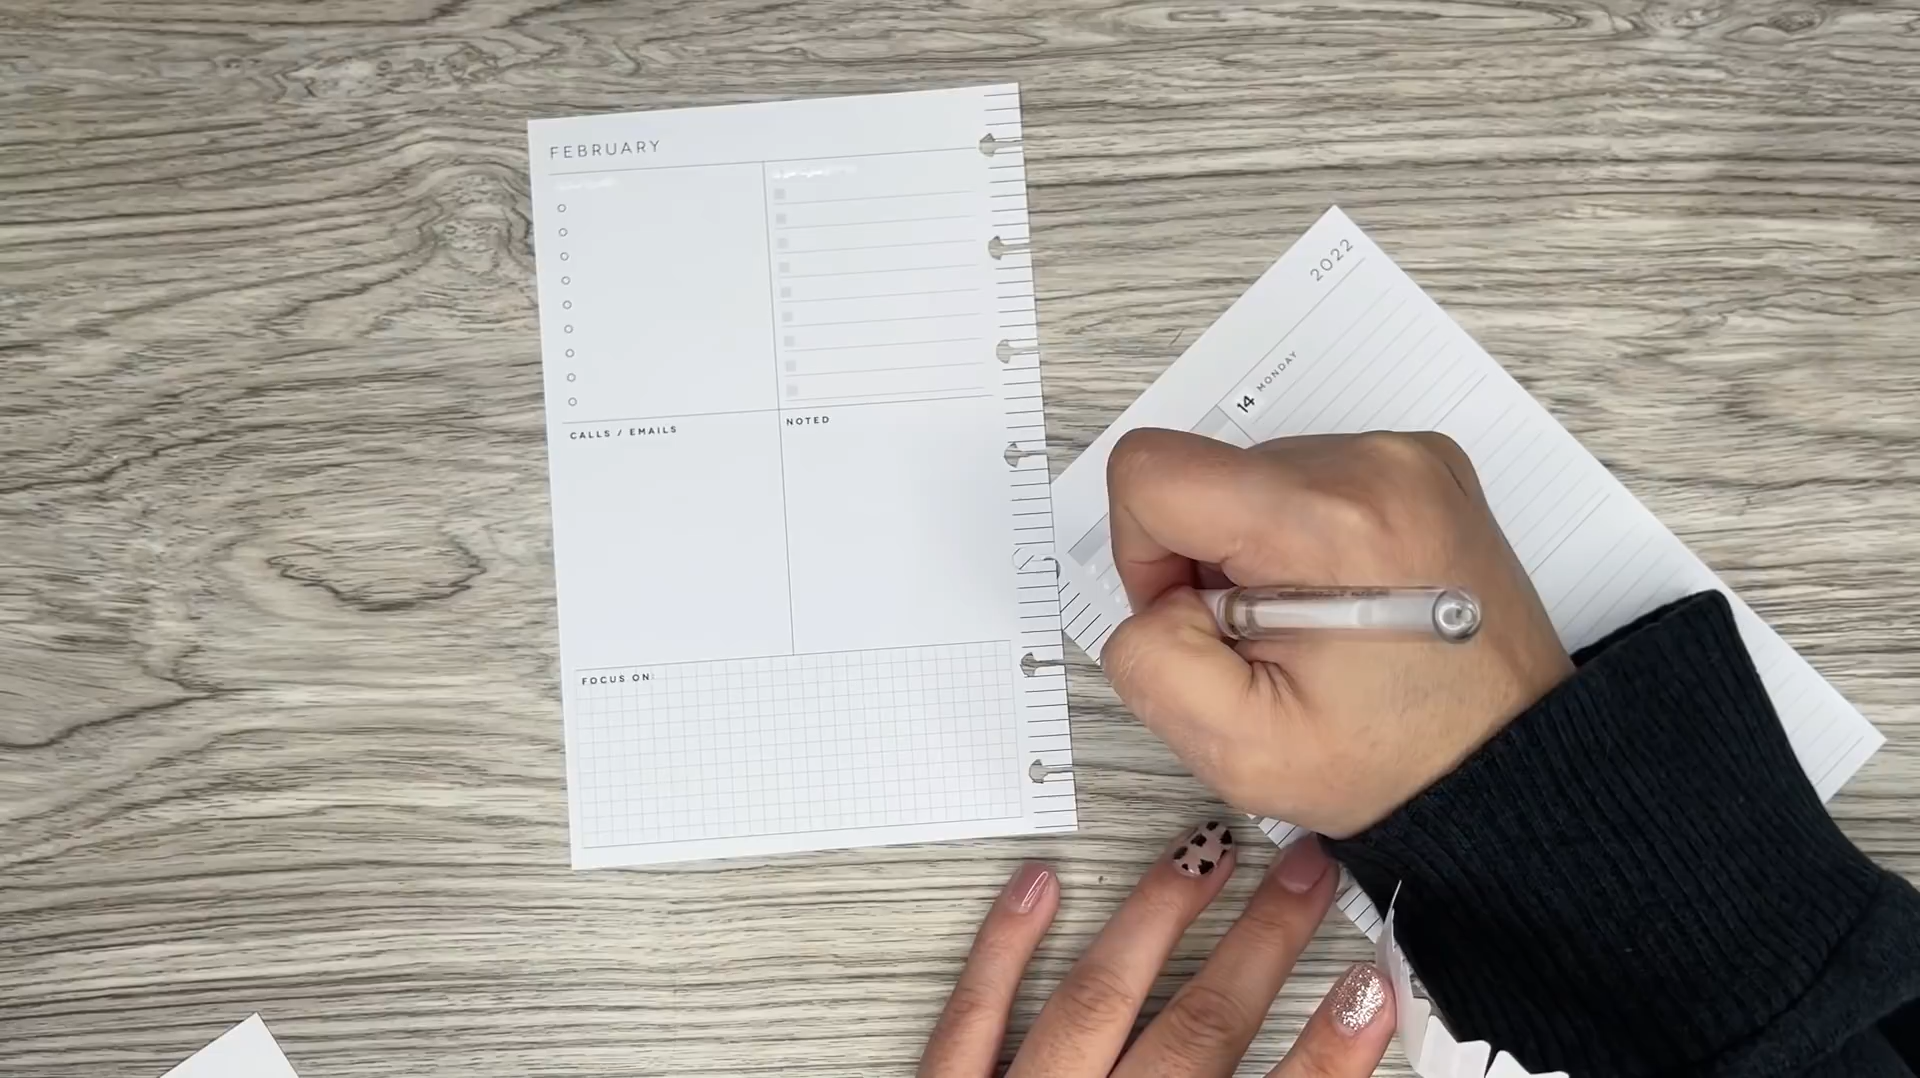 FEBRUARY
CALLS / EMAILS
NOTED
FOCUS ON:
2022
14 MONDAY